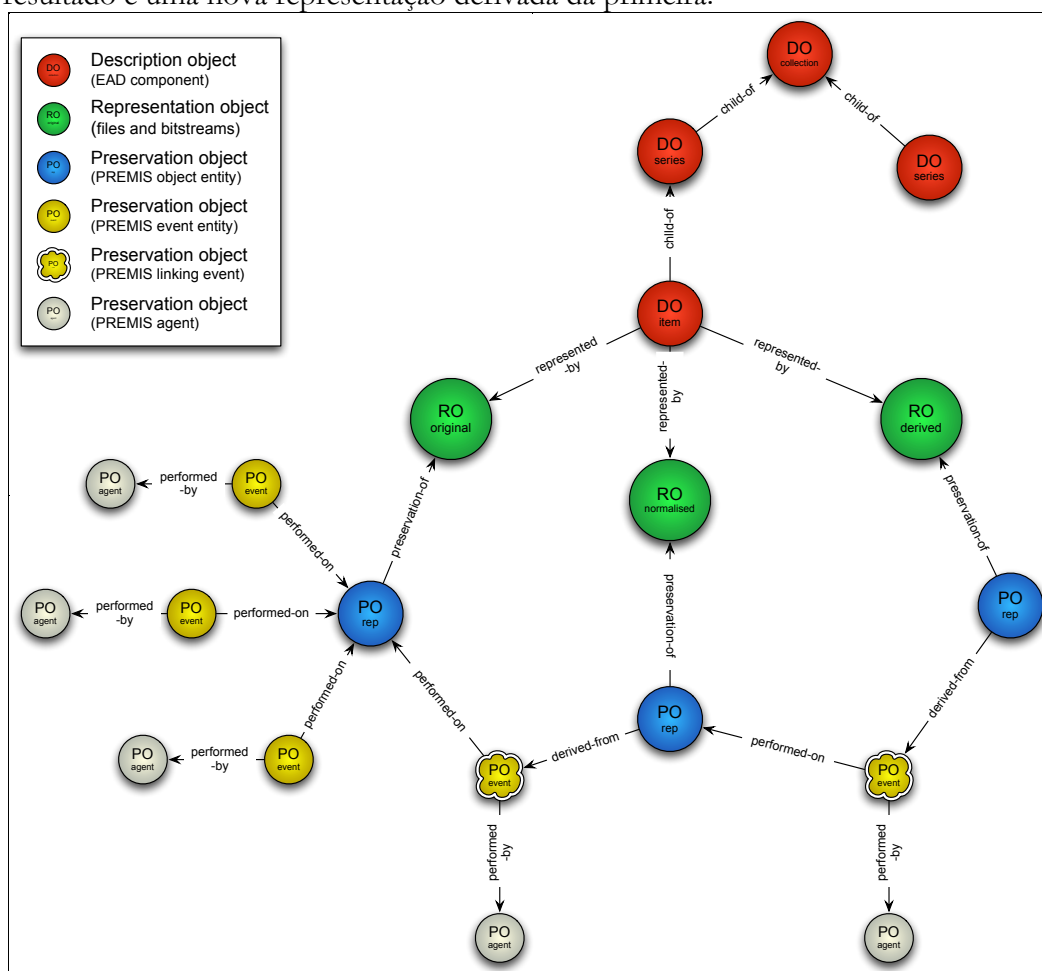 resultado é uma nova representação derivada da primeira.
DO
Description object
(EAD component)
RO
original
Representation object
(files and bitstreams)
PO
Preservation object
(PREMIS object entity)
PO
Preservation object
(PREMIS event entity)
PO
Preservation object
(PREMIS linking event)
PO
Preservation object
(PREMIS agent)
DO
collection
child-of
child-of
DO
series
DO
series
child-of
DO
item
represented
-by
represented-
by
represented-
by
RO
original
RO
derived
RO
normalised
PO
agent
performed
-by
PO
event
performed-on
preservation-of
preservation-of
preservation-of
PO
agent
performed
-by
PO
event
performed-on
PO
rep
PO
rep
performed-on
performed-on
derived-from
PO
agent
performed
-by
PO
event
PO
rep
derived-from
performed-on
PO
event
PO
event
performed
-by
performed
-by
PO
agent
PO
agent